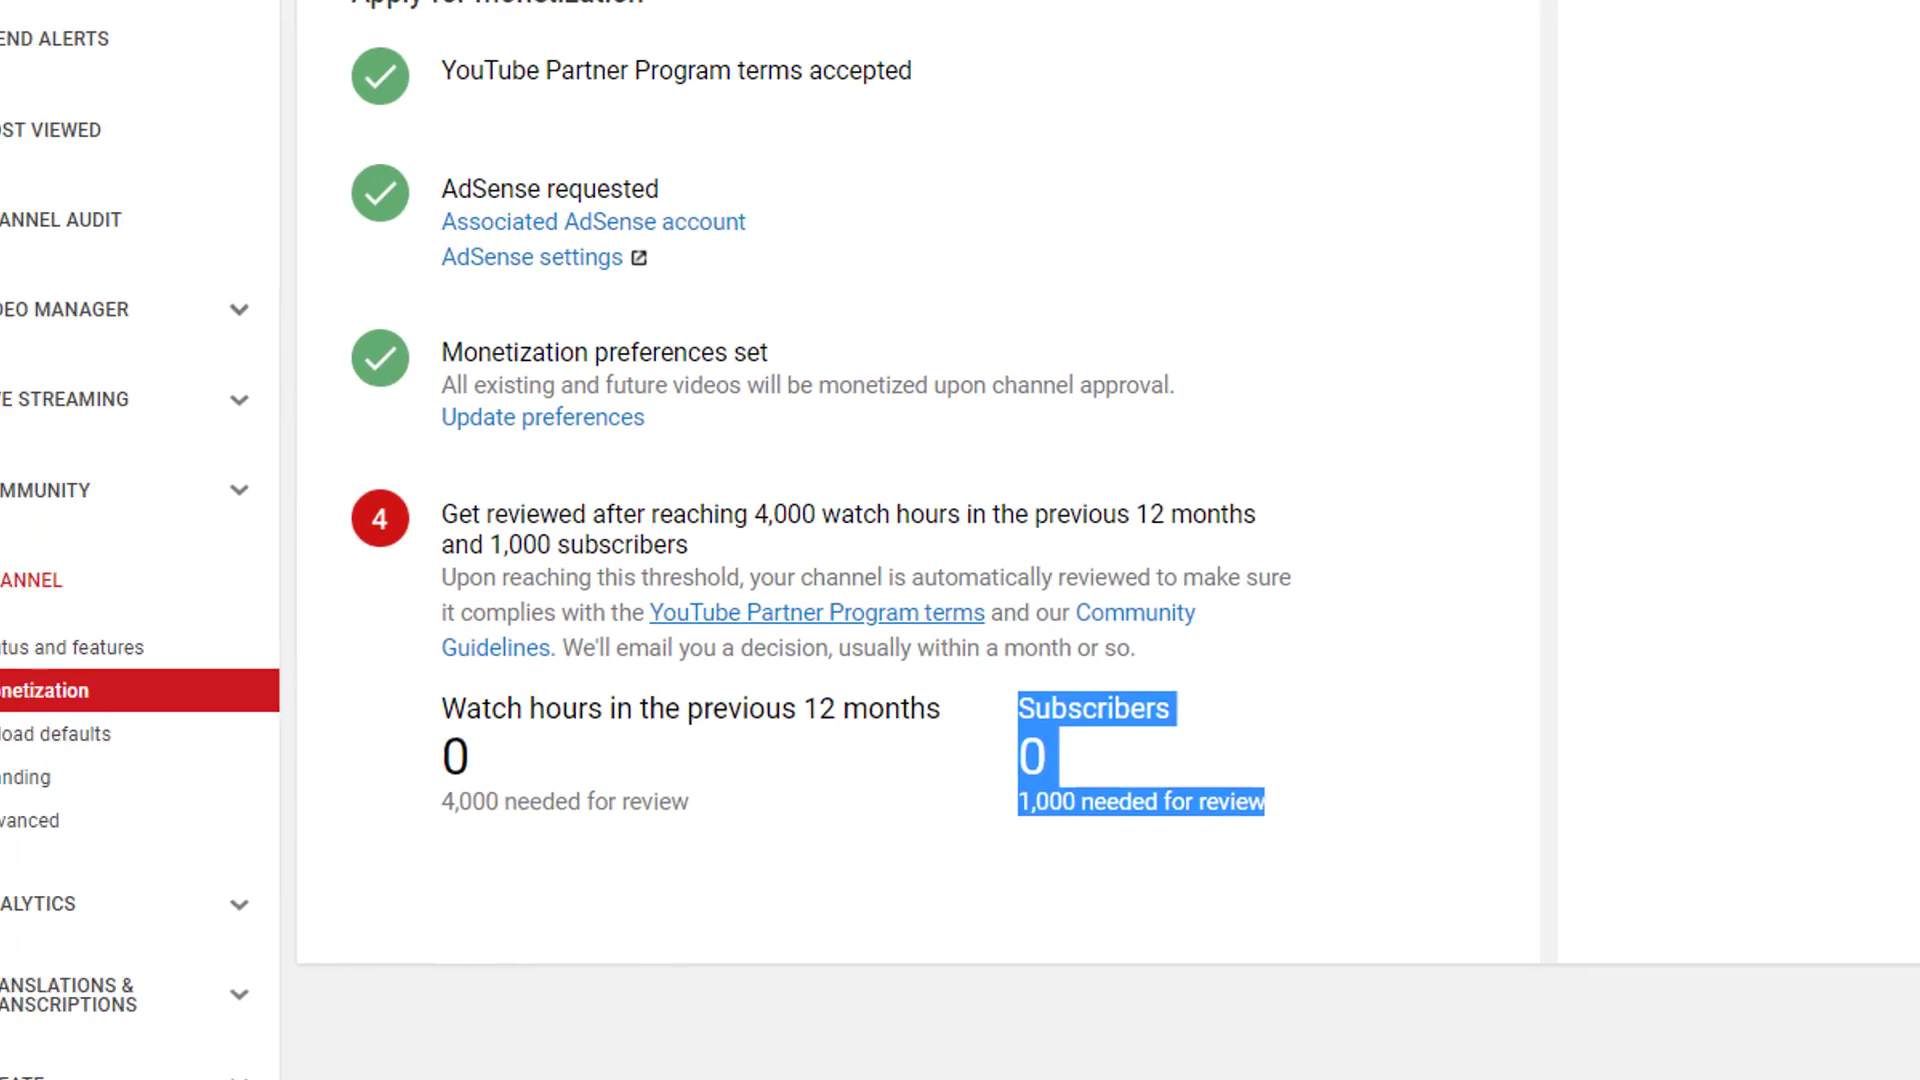 Apply for monetization
END ALERTS
OST VIEWED
ANNEL AUDIT
DEO MANAGER
VE STREAMING
MMUNITY
ANNEL
tus and features
netization
load defaults
nding
vanced
ALYTICS
ANSLATIONS &
ANSCRIPTIONS
YouTube Partner Program terms accepted
AdSense requested
Associated AdSense account
AdSense settings
Monetization preferences set
All existing and future videos will be monetized upon channel approval.
Update preferences
4
Get reviewed after reaching 4,000 watch hours in the previous 12 months
and 1,000 subscribers
Upon reaching this threshold, your channel is automatically reviewed to make sure
it complies with the YouTube Partner Program terms and our Community
Guidelines. We'll email you a decision, usually within a month or so.
Watch hours in the previous 12 months
0
4,000 needed for review
Subscribers
0
1,000 needed for review